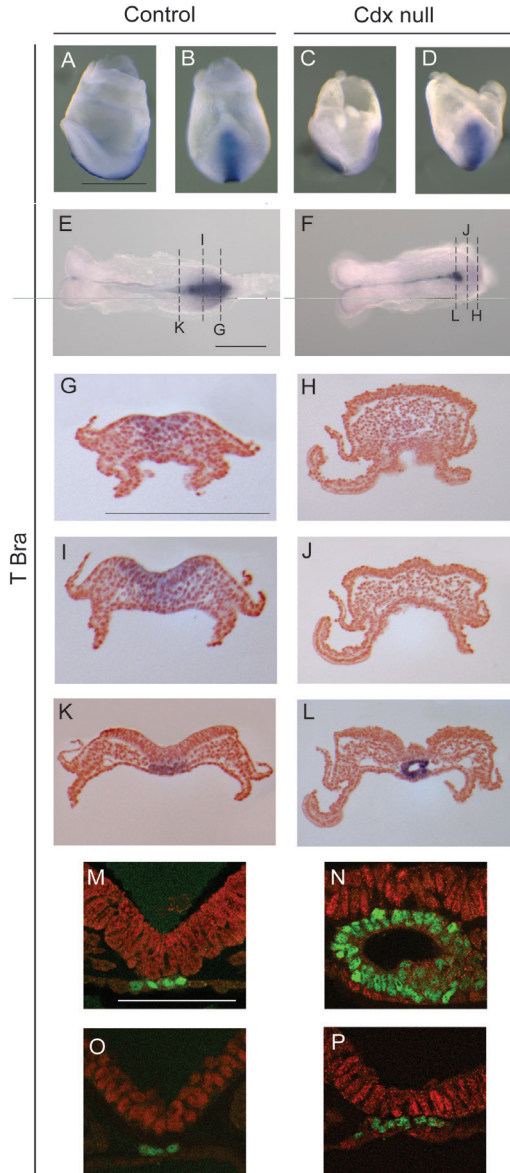 Control Cdx null
A B C D
E I K G
F J L H
G H
I J
K L
M N
O P
T Bra